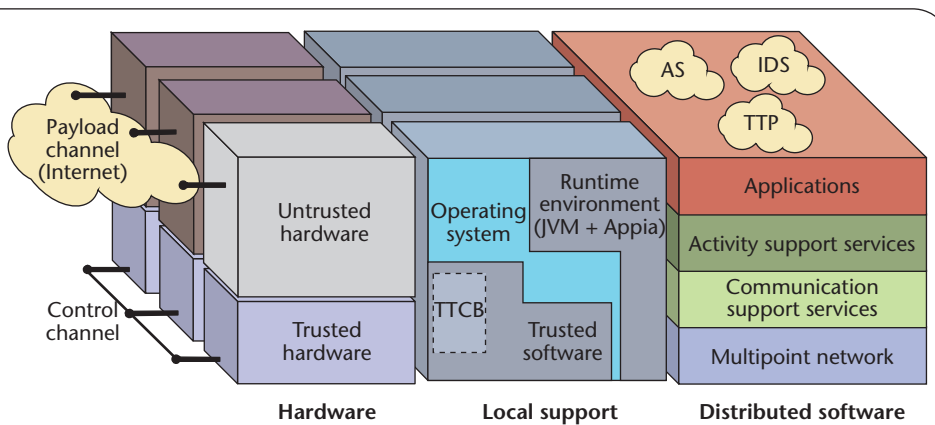 AS
IDS
TTP
Payload
channel
(Internet)
Untrusted
hardware
Operating
system
Runtime
environment
(JVM + Appia)
Applications
Activity support services
Communication
support services
Control
channel
Trusted
hardware
TTCB
Trusted
software
Multipoint network
Hardware
Local support
Distributed software